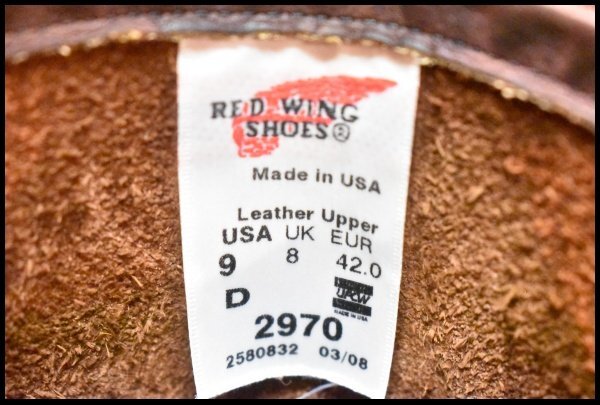 RED WING
SHOES®
Made in USA
Leather Upper
USA UK EUR
9 8 42.0
D
URW
MADE IN USA
2970
2580832 03/08